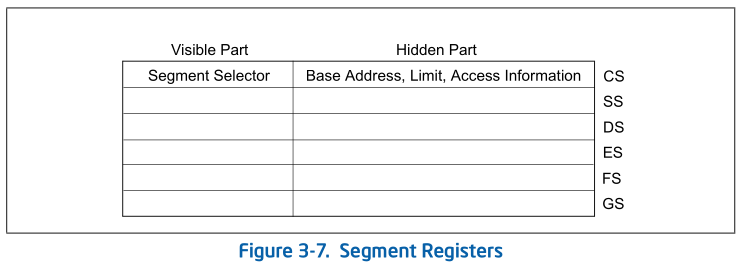 Visible Part Hidden Part
Segment Selector Base Address, Limit, Access Information CS
SS
DS
ES
FS
GS
Figure 3-7. Segment Registers